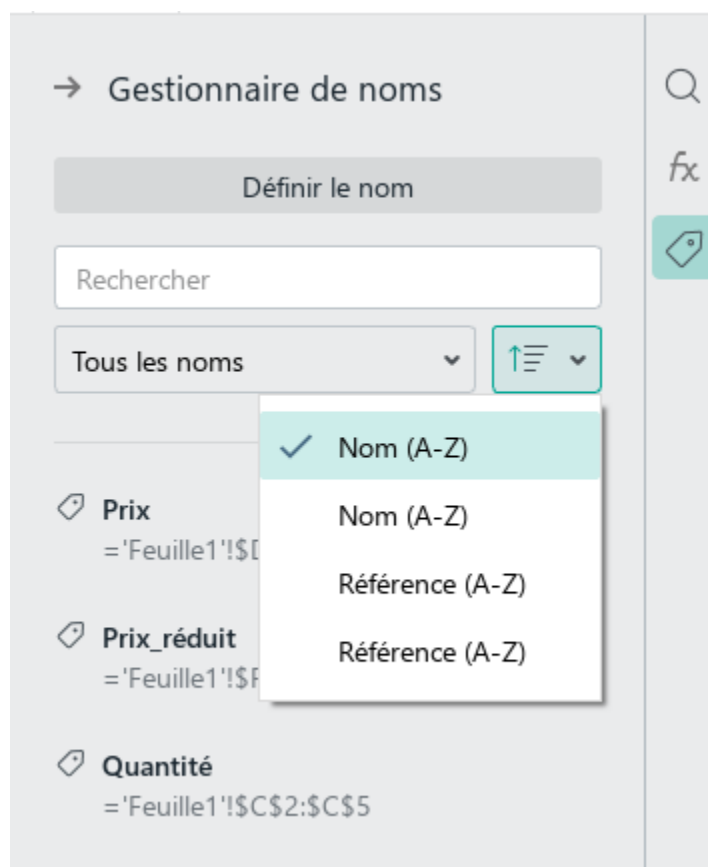 Gestionnaire de noms
Définir le nom
Rechercher
Tous les noms
Nom (A-Z)
Nom (A-Z)
Référence (A-Z)
Référence (A-Z)
Prix
='Feuille1'!$
Prix_réduit
='Feuille1'!$
Quantité
='Feuille1'!$C$2:$C$5
fx